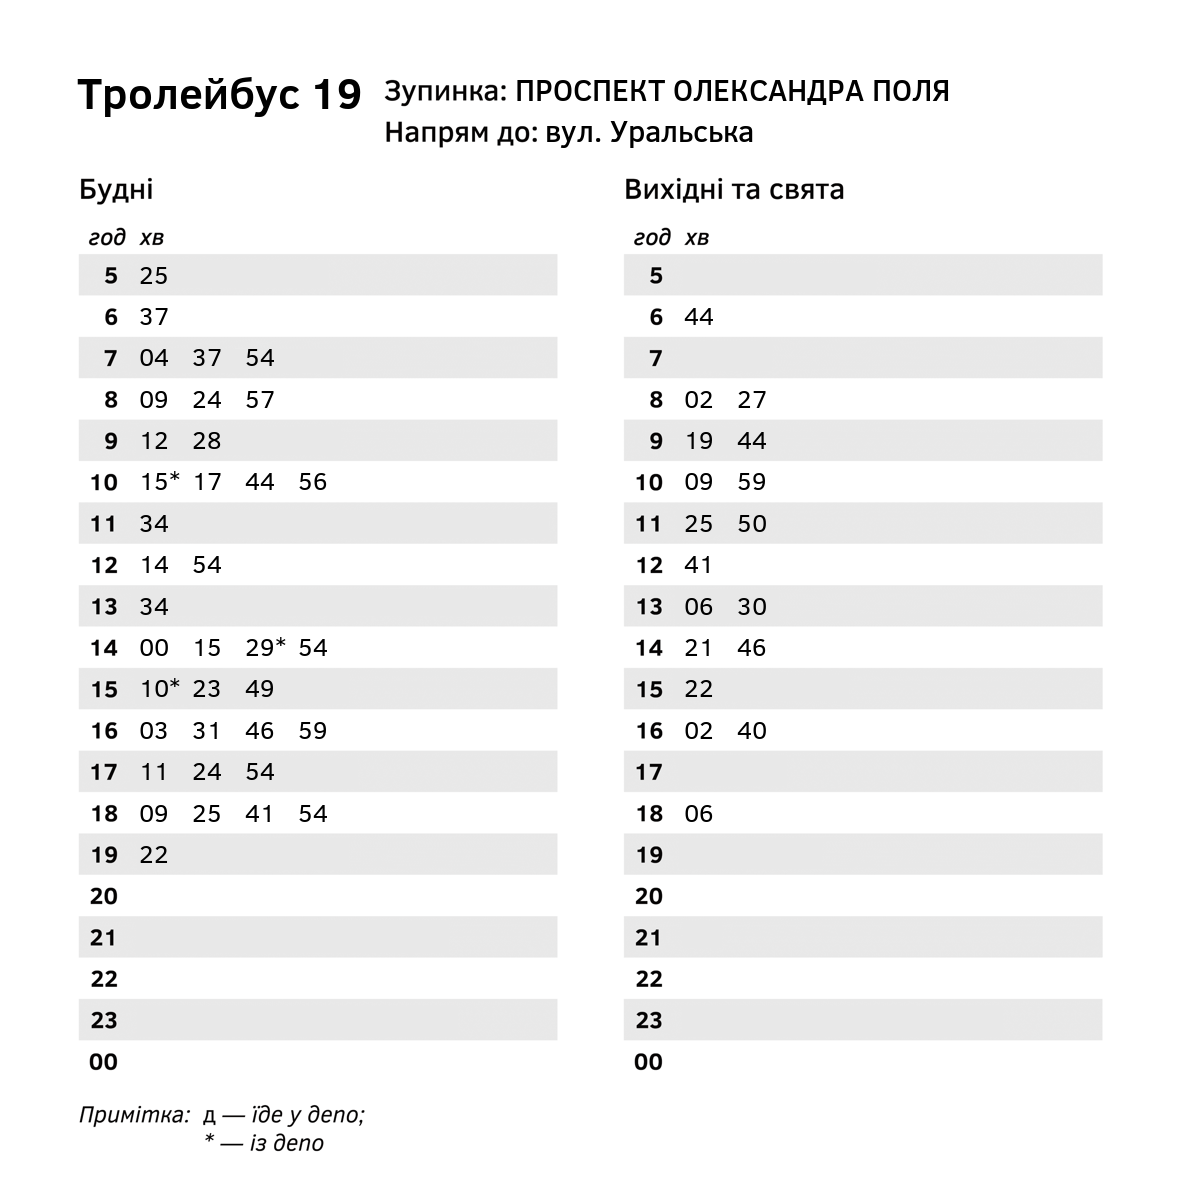 Тролейбус 19
Зупинка: ПРОСПЕКТ ОЛЕКСАНДРА ПОЛЯ
Напрям до: вул. Уральська
Будні
год хв
5 25
6 37
7 04 37 54
8 09 24 57
9 12 28
10 15* 17 44 56
11 34
12 14 54
13 34
14 00 15 29* 54
15 10* 23 49
16 03 31 46 59
17 11 24 54
18 09 25 41 54
19 22
20
21
22
23
00
Вихідні та свята
год хв
5
6 44
7
8 02 27
9 19 44
10 09 59
11 25 50
12 41
13 06 30
14 21 46
15 22
16 02 40
17
18 06
19
20
21
22
23
00
Примітка: д — їде у депо;
* — із депо